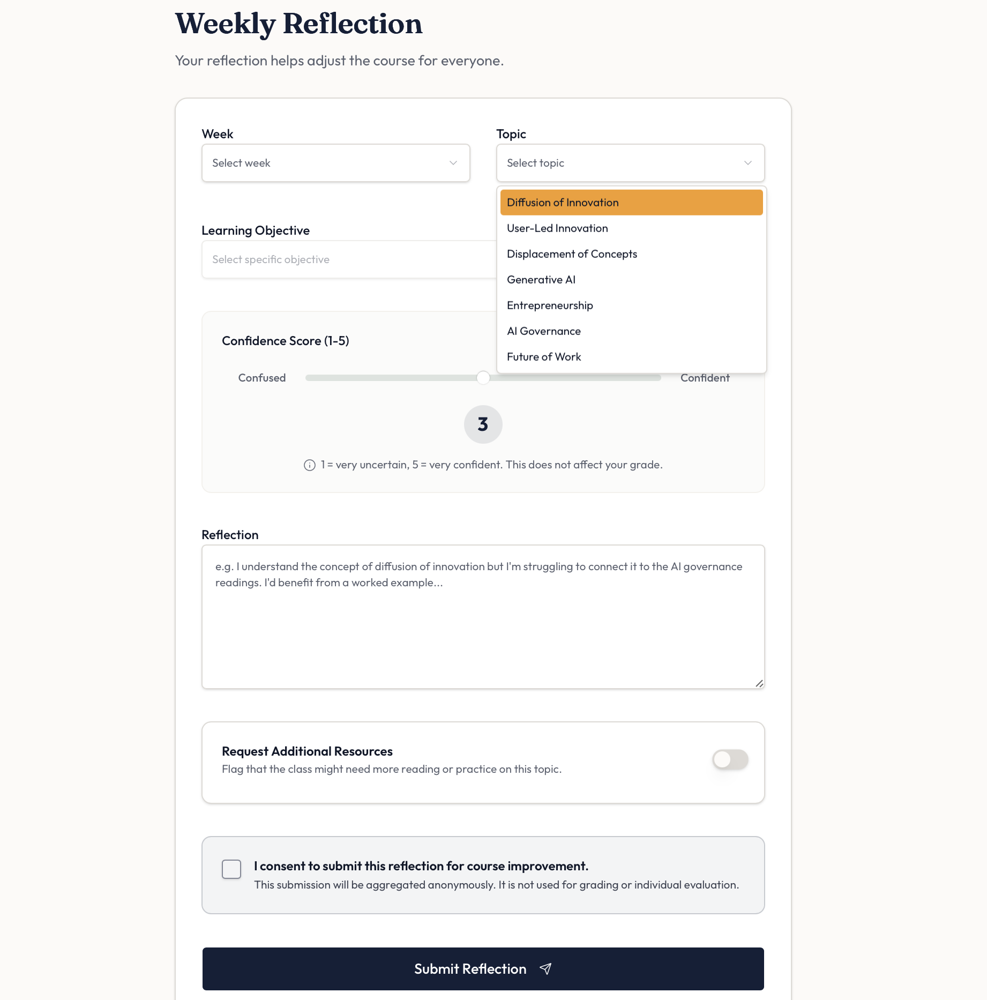 Weekly Reflection
Your reflection helps adjust the course for everyone.
Week
Topic
Select week
Select topic
Diffusion of Innovation
User-Led Innovation
Displacement of Concepts
Generative AI
Entrepreneurship
AI Governance
Future of Work
Learning Objective
Select specific objective
Confidence Score (1-5)
Confused
Confident
3
1 = very uncertain, 5 = very confident. This does not affect your grade.
Reflection
e.g. I understand the concept of diffusion of innovation but I'm struggling to connect it to the AI governance
readings. I'd benefit from a worked example...
Request Additional Resources
Flag that the class might need more reading or practice on this topic.
I consent to submit this reflection for course improvement.
This submission will be aggregated anonymously. It is not used for grading or individual evaluation.
Submit Reflection